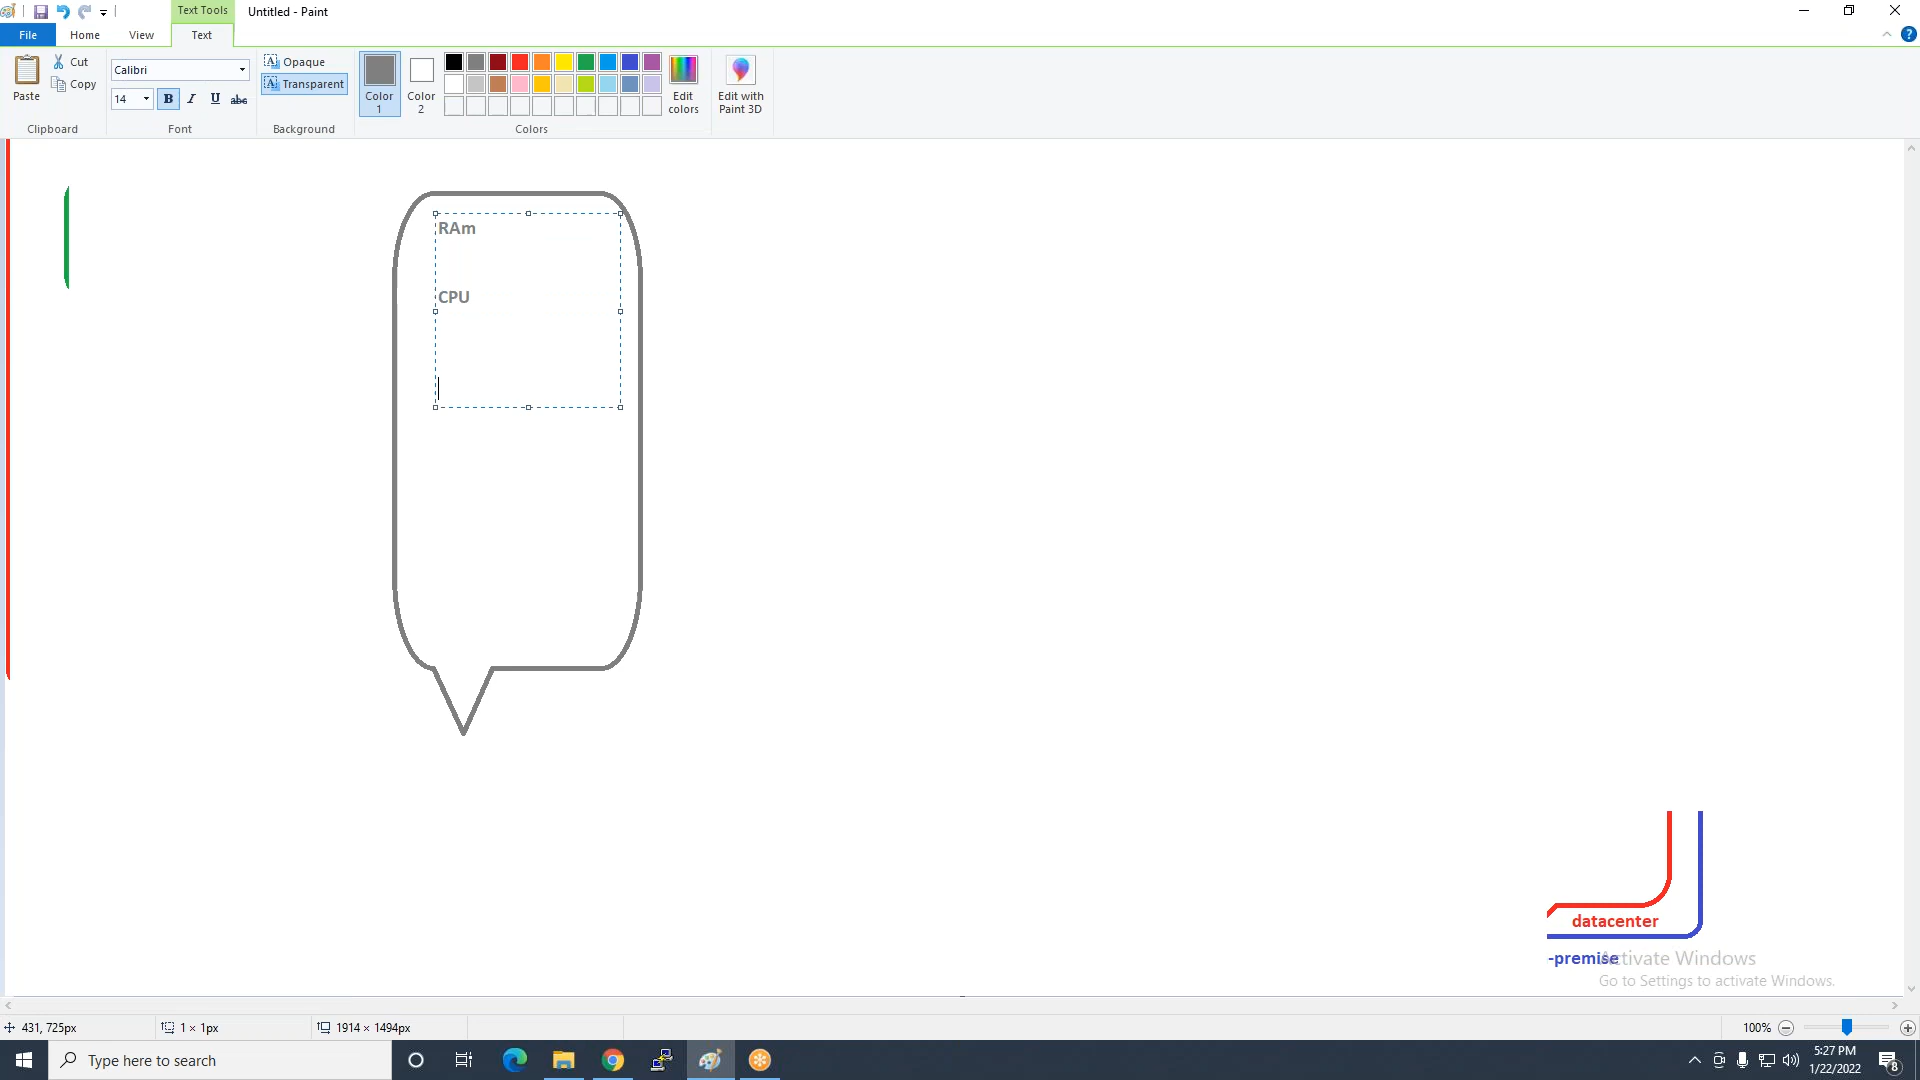 Text Tools
Untitled - Paint
File Home View Text
Paste
Cut
Copy
Clipboard
Calibri
14 B I U abc
Font
Opaque
Transparent
Background
Color 1
Color 2
Colors
Edit colors
Edit with Paint 3D
RAm
CPU
datacenter
-premise
Activate Windows
Go to Settings to activate Windows.
431, 725px
1 × 1px
1914 × 1494px
100%
Type here to search
5:27 PM
1/22/2022
8